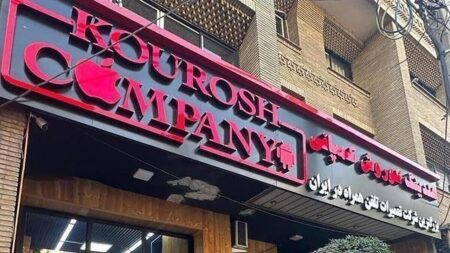 KOUROSH
COMPANY
کوروش کمپانی
بزرگترین شرکت تعمیرات تلفن همراه در ایران